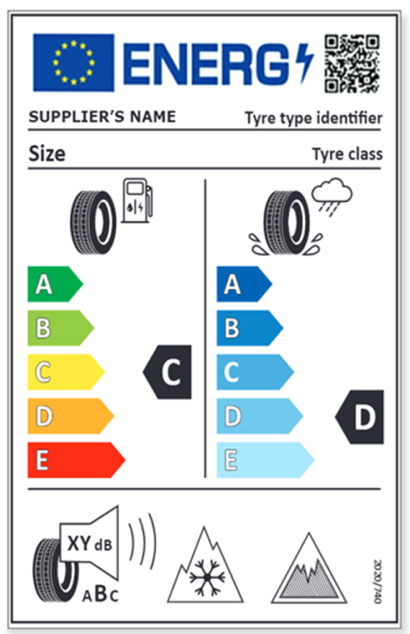 ENERG
SUPPLIER'S NAME
Tyre type identifier
Size
Tyre class
A
B
C
D
E
C
A
B
C
D
E
D
XY dB
ABC
2020/740